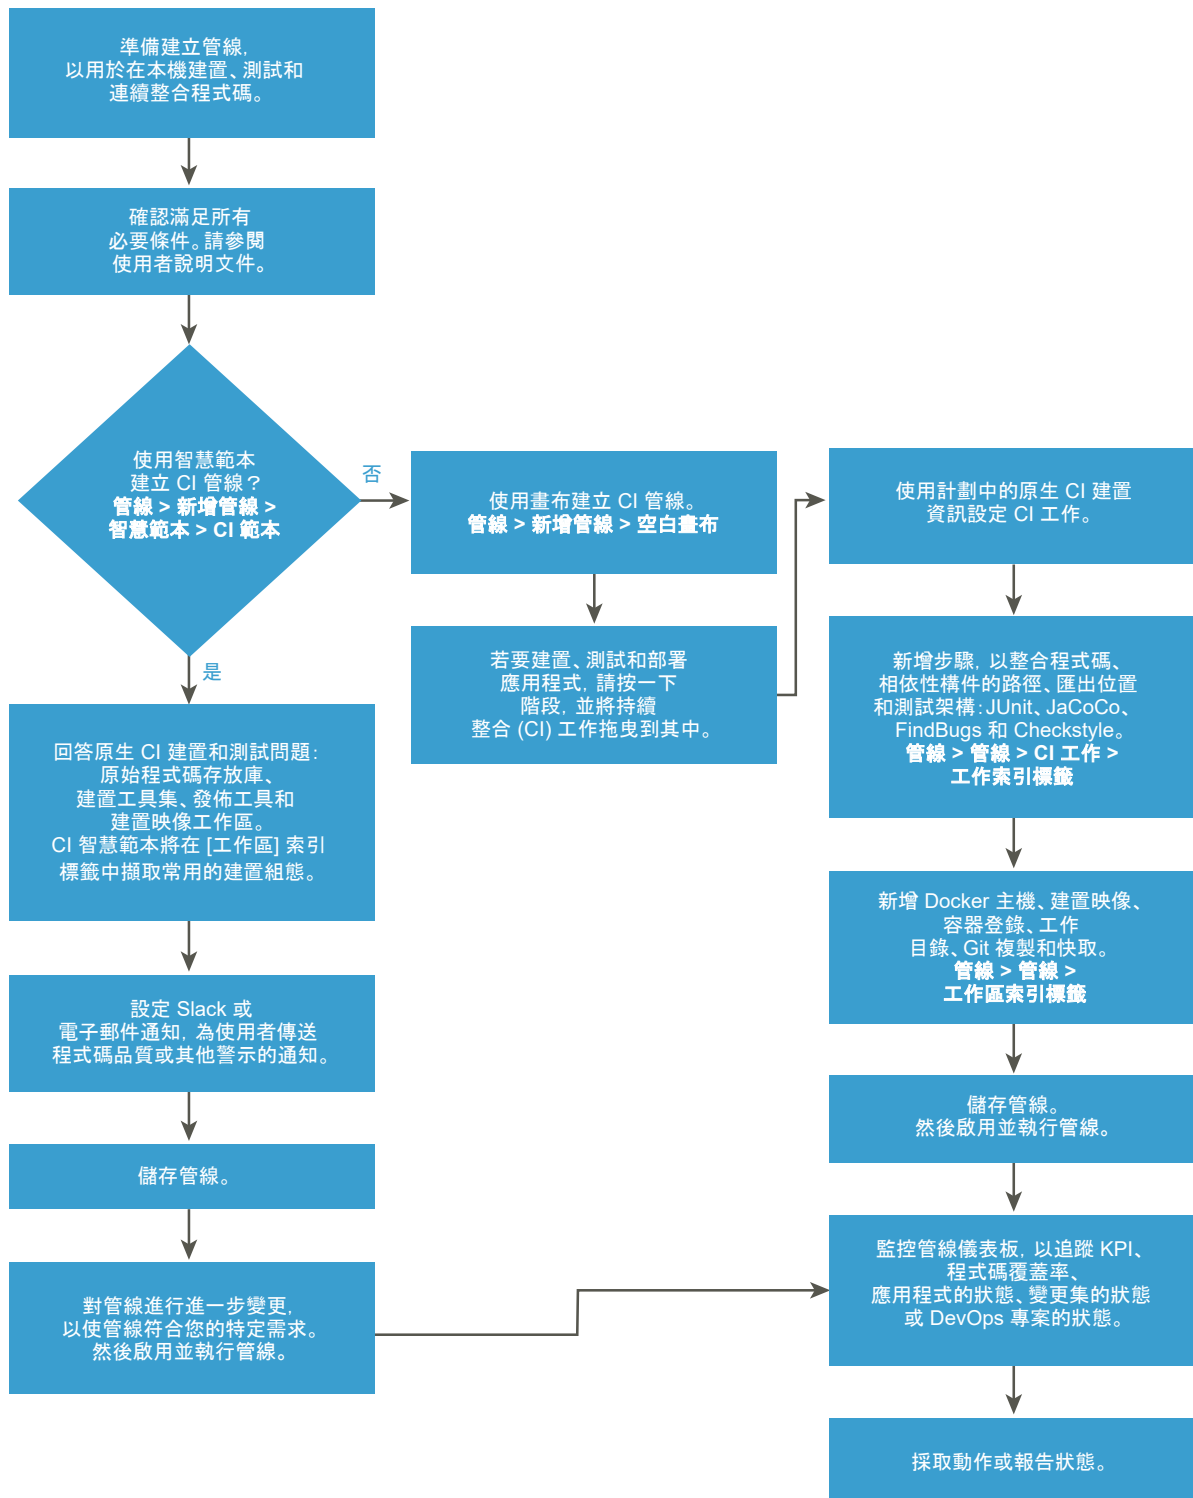 準備建立管線，
以用於在本機建置、測試和
連續整合程式碼。
確認滿足所有
必要條件。請參閱
使用者說明文件。
使用智慧範本
建立 CI 管線？
管線 > 新增管線 >
智慧範本 > CI 範本
否
是
使用畫布建立 CI 管線。
管線 > 新增管線 > 空白畫布
若要建置、測試和部署
應用程式，請按一下
階段，並將持續
整合 (CI) 工作拖曳到其中。
使用計劃中的原生 CI 建置
資訊設定 CI 工作。
新增步驟，以整合程式碼、
相依性構件的路徑、匯出位置
和測試架構：JUnit、JaCoCo、
FindBugs 和 Checkstyle。
管線 > 管線 > CI 工作 >
工作索引標籤
新增 Docker 主機、建置映像、
容器登錄、工作
目錄、Git 複製和快取。
管線 > 管線 >
工作區索引標籤
儲存管線。
然後啟用並執行管線。
回答原生 CI 建置和測試問題：
原始程式碼存放庫、
建置工具集、發佈工具和
建置映像工作區。
CI 智慧範本將在 [工作區] 索引
標籤中擷取常用的建置組態。
設定 Slack 或
電子郵件通知，為使用者傳送
程式碼品質或其他警示的通知。
儲存管線。
對管線進行進一步變更，
以使管線符合您的特定需求。
然後啟用並執行管線。
監控管線儀表板，以追蹤 KPI、
程式碼覆蓋率、
應用程式的狀態、變更集的狀態
或 DevOps 專案的狀態。
採取動作或報告狀態。